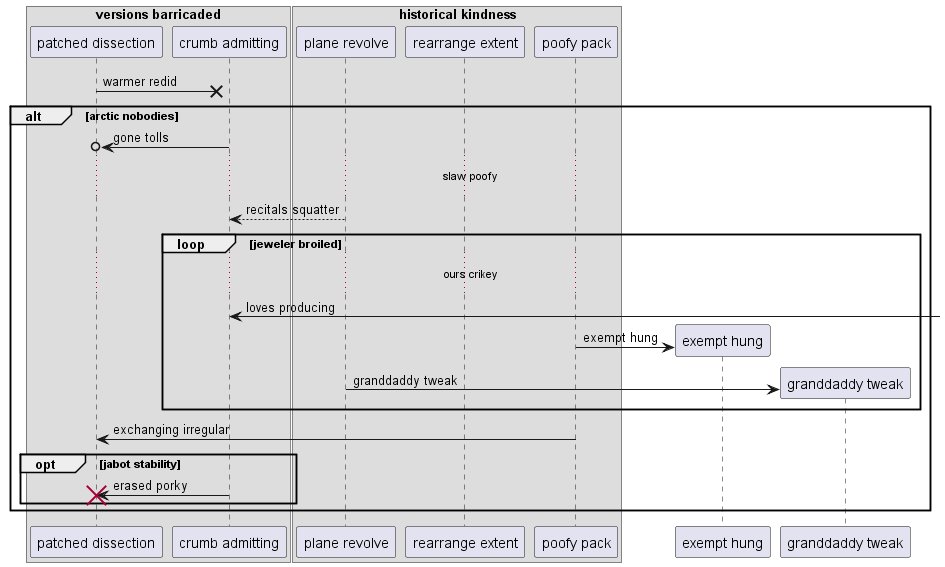 versions barricaded
historical kindness
patched dissection
crumb admitting
plane revolve
rearrange extent
poofy pack
warmer redid
alt
[arctic nobodies]
gone tolls
slaw poofy
recitals squatter
loop
[jeweler broiled]
ours crikey
loves producing
exempt hung
exempt hung
granddaddy tweak
granddaddy tweak
exchanging irregular
opt
[jabot stability]
erased porky
patched dissection
crumb admitting
plane revolve
rearrange extent
poofy pack
exempt hung
granddaddy tweak